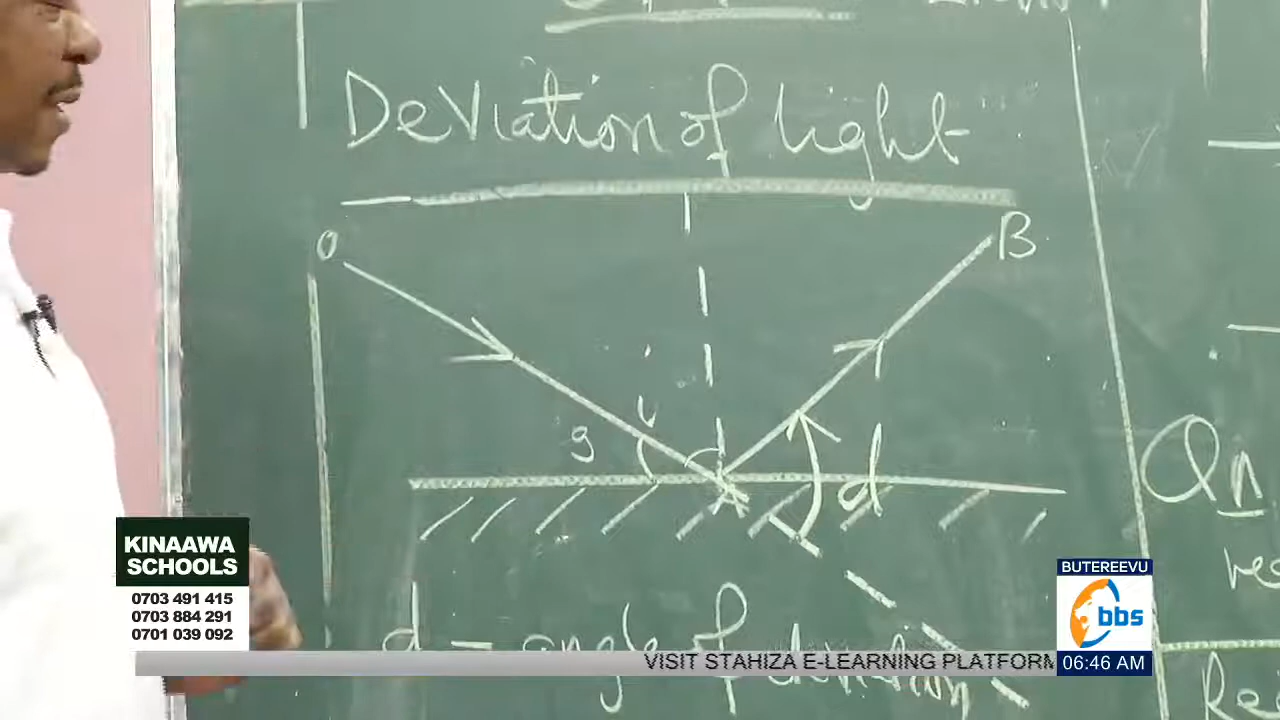 Deviation of light
O
B
i
g
d
d – angle of deviation
Qn
KINAAWA
SCHOOLS
0703 491 415
0703 884 291
0701 039 092
VISIT STAHIZA E-LEARNING PLATFORM
BUTEREEVU
bbs
06:46 AM